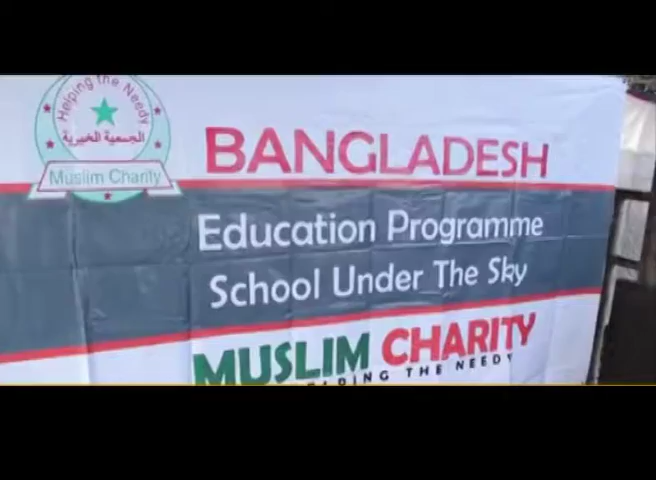 Helping the Needy
الجمعية الخيرية
Muslim Charity
BANGLADESH
Education Programme
School Under The Sky
MUSLIM CHARITY
HELPING THE NEEDY